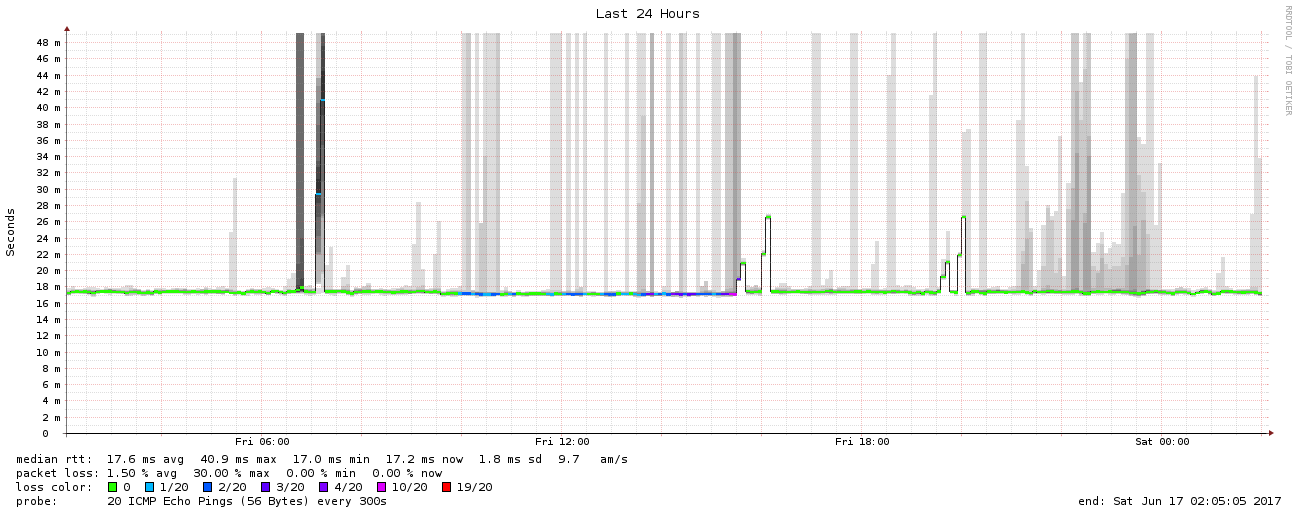 Last 24 Hours
RRDTOOL / TOBI OETIKER
Seconds
48 m
46 m
44 m
42 m
40 m
38 m
36 m
34 m
32 m
30 m
28 m
26 m
24 m
22 m
20 m
18 m
16 m
14 m
12 m
10 m
8 m
6 m
4 m
2 m
0
Fri 06:00 Fri 12:00 Fri 18:00 Sat 00:00
median rtt: 17.6 ms avg 40.9 ms max 17.0 ms min 17.2 ms now 1.8 ms sd 9.7 am/s
packet loss: 1.50 % avg 30.00 % max 0.00 % min 0.00 % now
loss color: 0 1/20 2/20 3/20 4/20 10/20 19/20
probe: 20 ICMP Echo Pings (56 Bytes) every 300s end: Sat Jun 17 02:05:05 2017